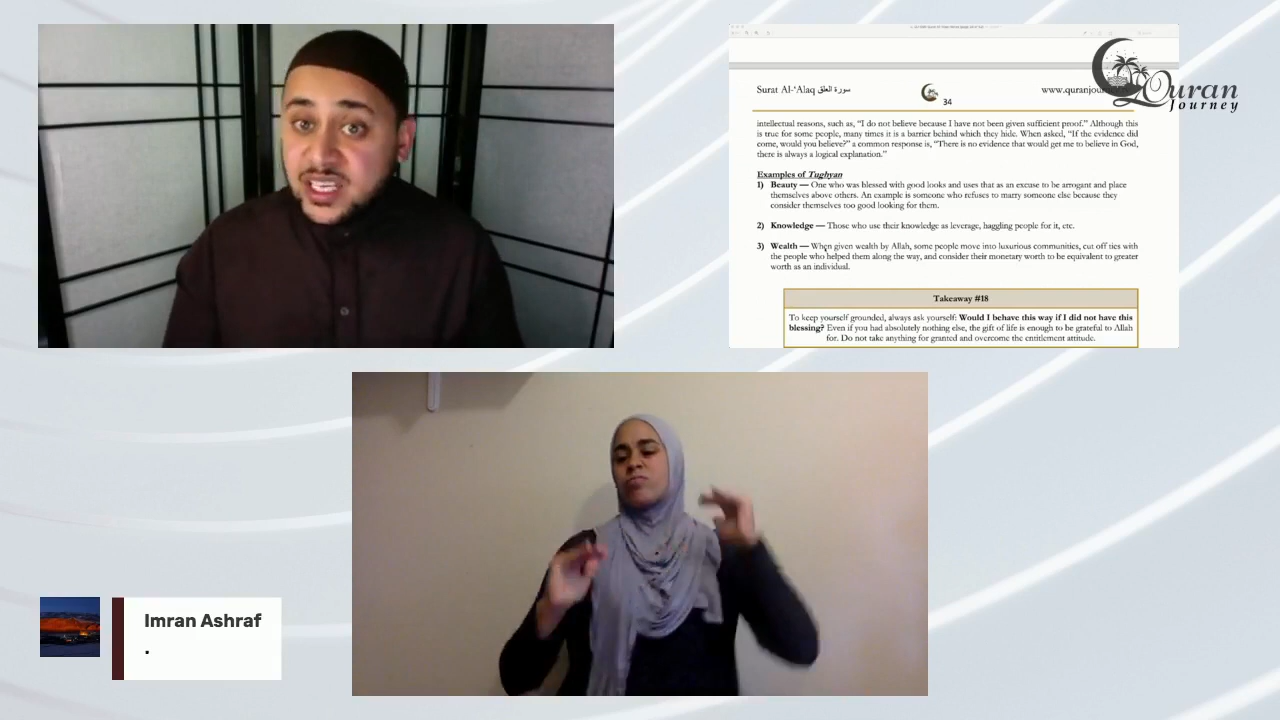 Surat Al-‘Alaq سورة العلق
34
www.quranjou
Quran
Journey
intellectual reasons, such as, “I do not believe because I have not been given sufficient proof.” Although this
is true for some people, many times it is a barrier behind which they hide. When asked, “If the evidence did
come, would you believe?” a common response is, “There is no evidence that would get me to believe in God,
there is always a logical explanation.”
Examples of Tughyan
1) Beauty — One who was blessed with good looks and uses that as an excuse to be arrogant and place
themselves above others. An example is someone who refuses to marry someone else because they
consider themselves too good looking for them.
2) Knowledge — Those who use their knowledge as leverage, haggling people for it, etc.
3) Wealth — When given wealth by Allah, some people move into luxurious communities, cut off ties with
the people who helped them along the way, and consider their monetary worth to be equivalent to greater
worth as an individual.
Takeaway #18
To keep yourself grounded, always ask yourself: Would I behave this way if I did not have this
blessing? Even if you had absolutely nothing else, the gift of life is enough to be grateful to Allah
for. Do not take anything for granted and overcome the entitlement attitude.
Imran Ashraf
.